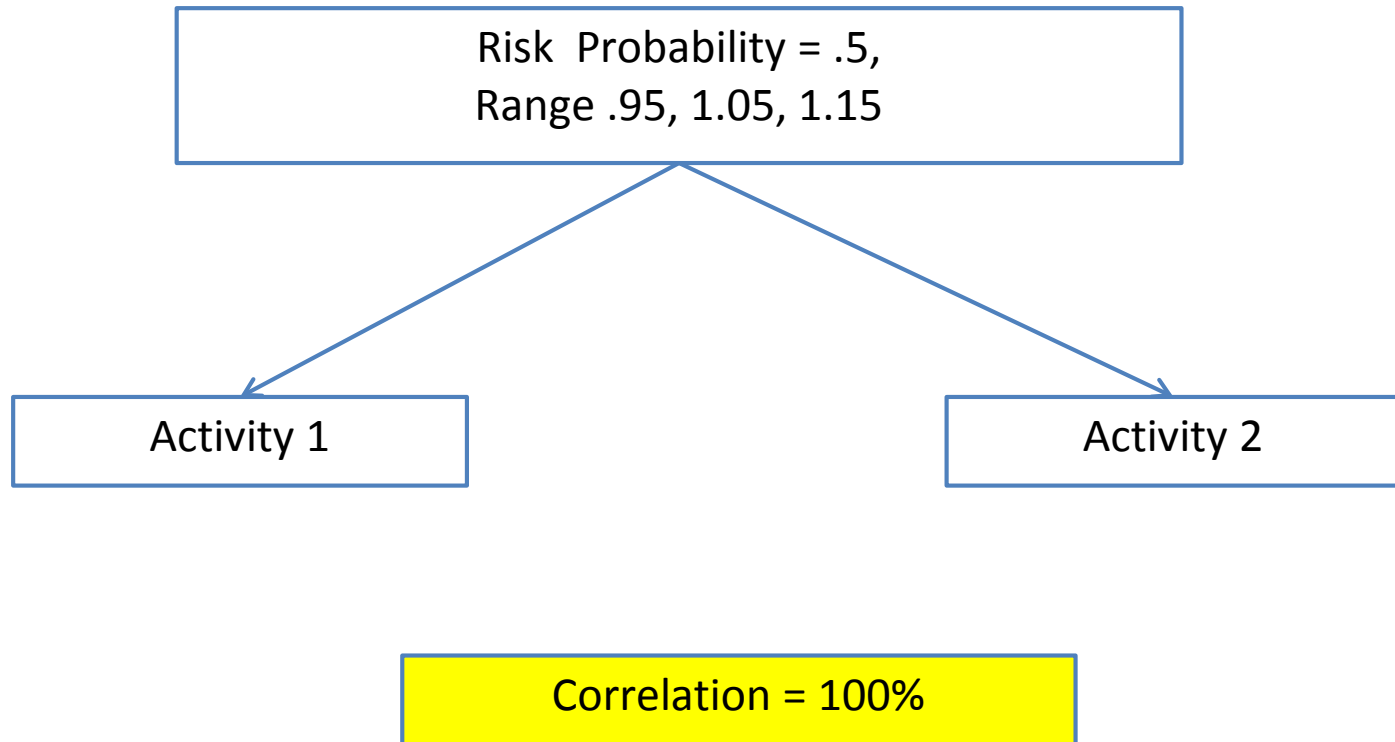 Risk Probability = .5,
Range .95, 1.05, 1.15
Activity 1
Activity 2
Correlation = 100%